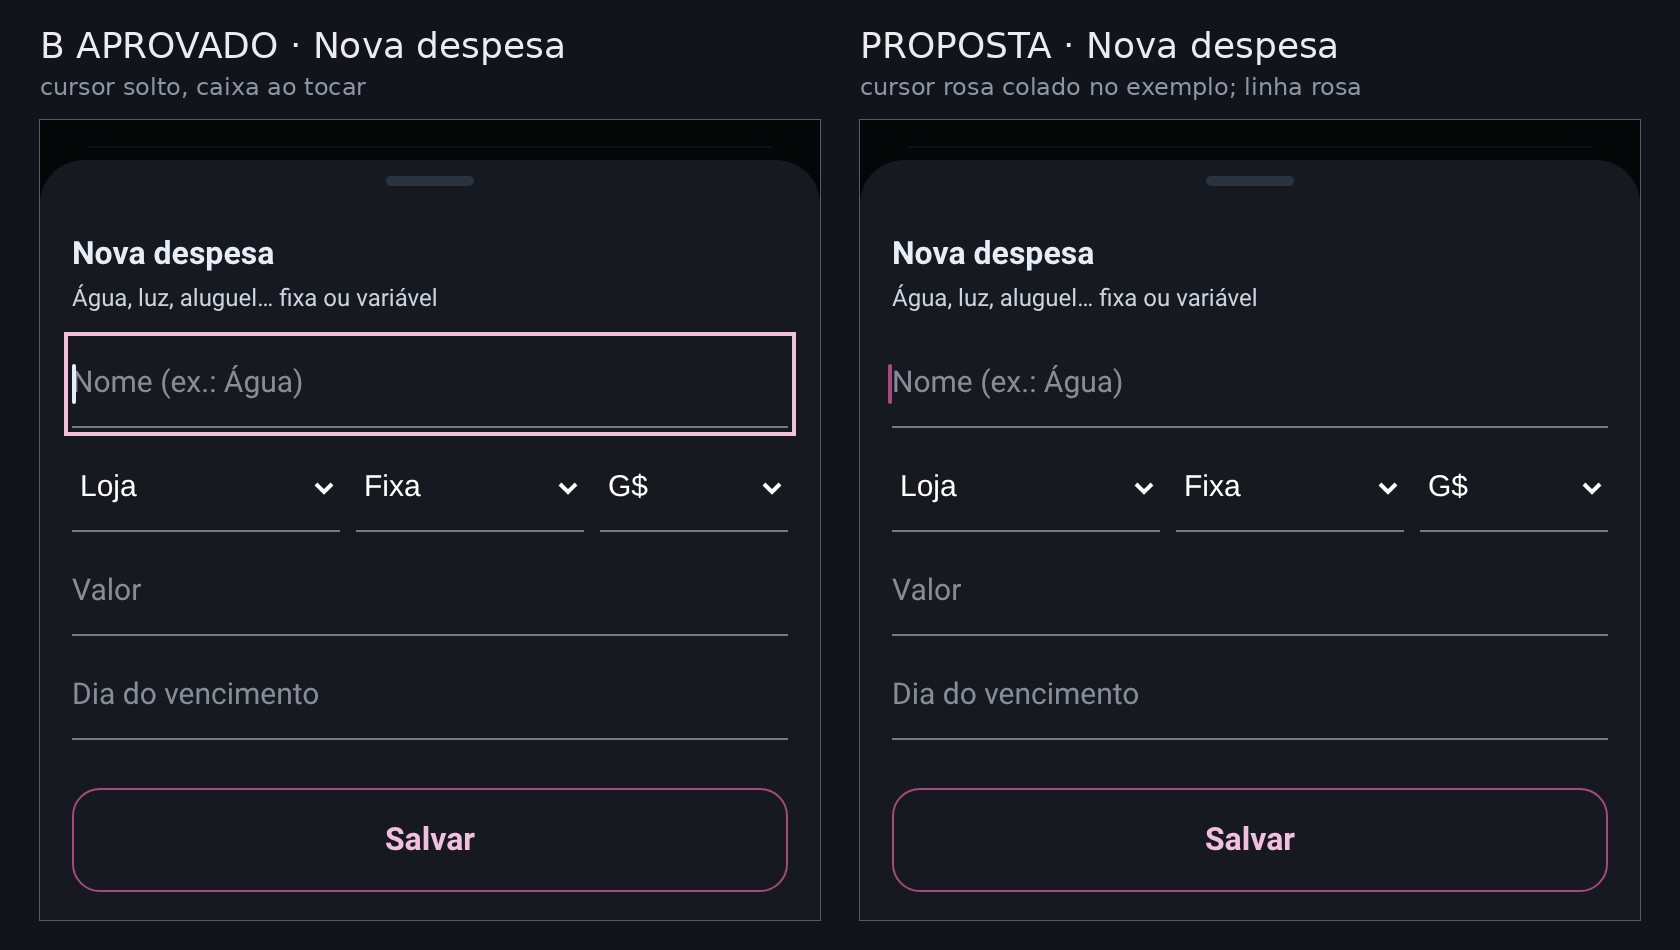 B APROVADO · Nova despesa
cursor solto, caixa ao tocar
Nova despesa
Água, luz, aluguel... fixa ou variável
Nome (ex.: Água)
Loja
Fixa
G$
Valor
Dia do vencimento
Salvar
PROPOSTA · Nova despesa
cursor rosa colado no exemplo; linha rosa
Nova despesa
Água, luz, aluguel... fixa ou variável
Nome (ex.: Água)
Loja
Fixa
G$
Valor
Dia do vencimento
Salvar